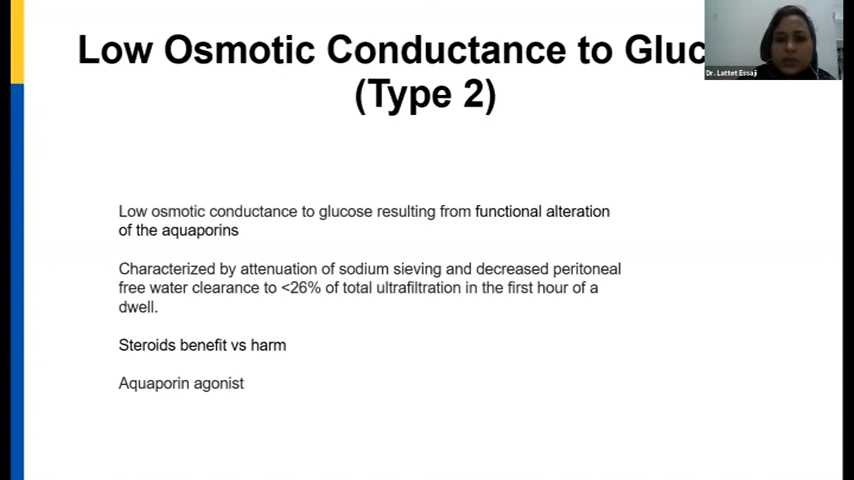 Low Osmotic Conductance to Gluc
(Type 2)
Dr. Lattet Essaji
Low osmotic conductance to glucose resulting from functional alteration
of the aquaporins
Characterized by attenuation of sodium sieving and decreased peritoneal
free water clearance to <26% of total ultrafiltration in the first hour of a
dwell.
Steroids benefit vs harm
Aquaporin agonist